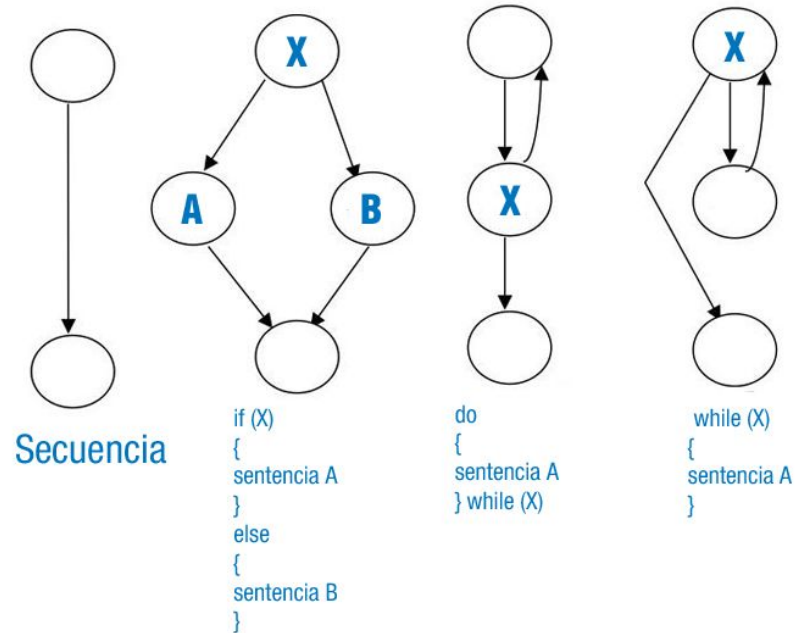 X
X
A
B
X
Secuencia
if (X)
{
sentencia A
}
else
{
sentencia B
}
do
{
sentencia A
} while (X)
while (X)
{
sentencia A
}